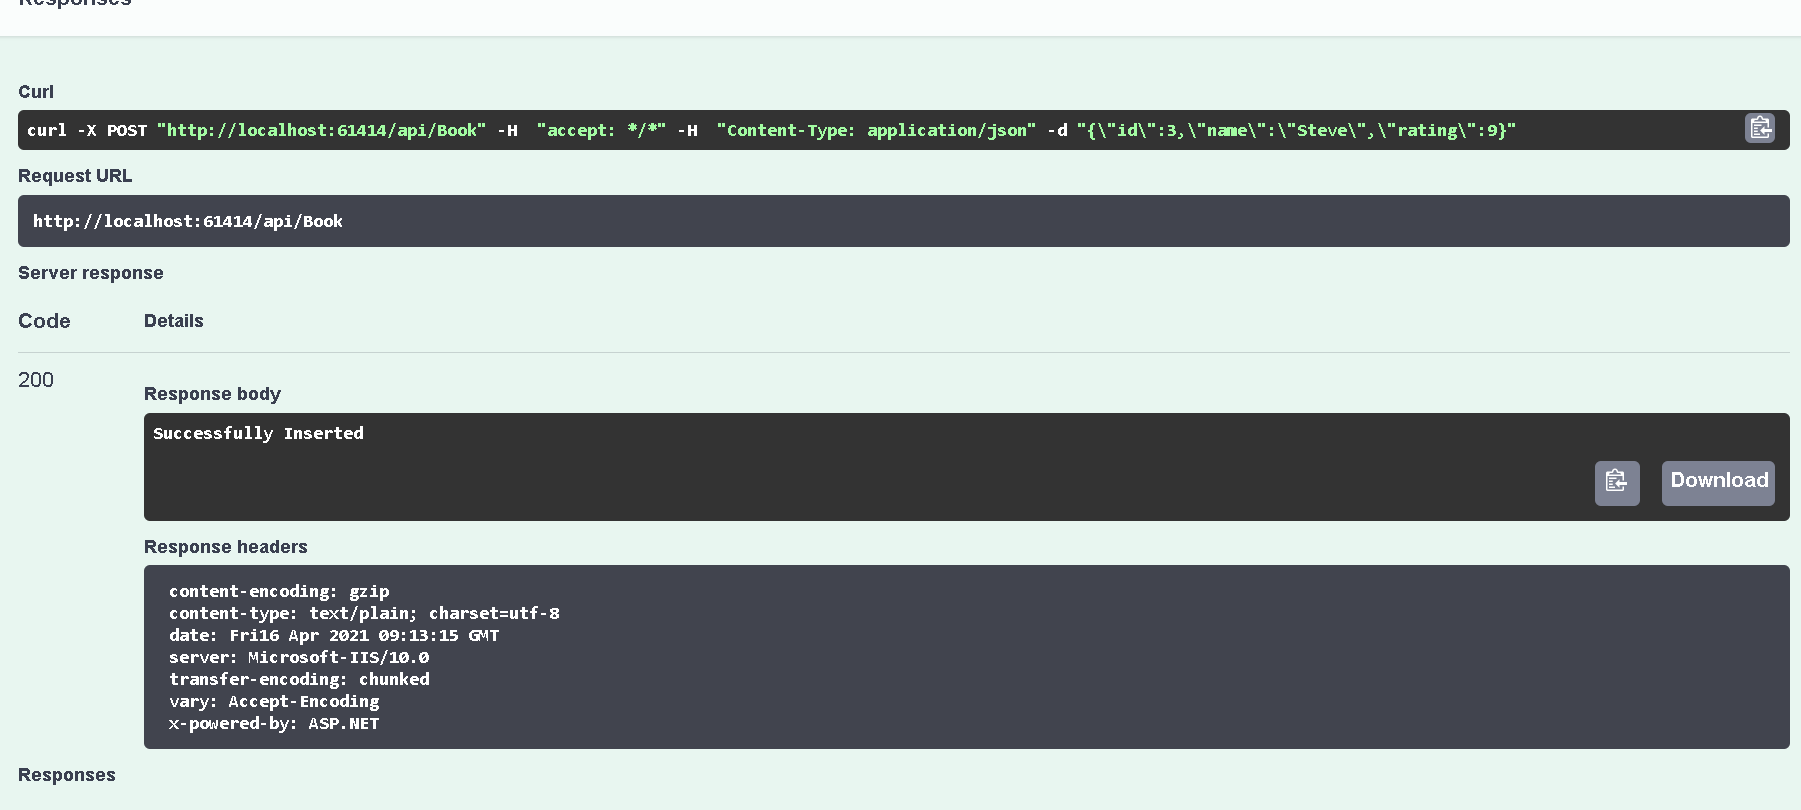 Responses
Curl
curl -X POST "http://localhost:61414/api/Book" -H  "accept: */*" -H  "Content-Type: application/json" -d "{\"id\":3,\"name\":\"Steve\",\"rating\":9}"
Request URL
http://localhost:61414/api/Book
Server response
Code Details
200
Response body
Successfully Inserted
Download
Response headers
content-encoding: gzip
content-type: text/plain; charset=utf-8
date: Fri16 Apr 2021 09:13:15 GMT
server: Microsoft-IIS/10.0
transfer-encoding: chunked
vary: Accept-Encoding
x-powered-by: ASP.NET
Responses